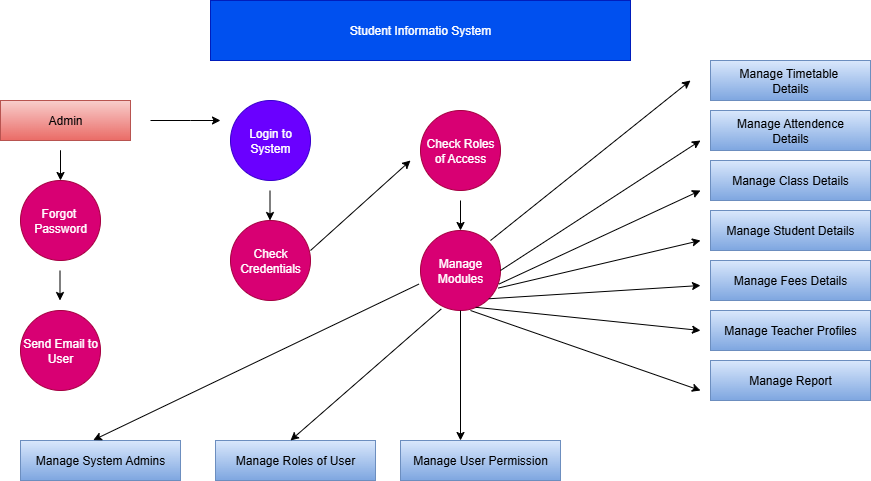 Student Informatio System
Admin
Login to
System
Check Roles
of Access
Forgot
Password
Check
Credentials
Manage
Modules
Send Email to
User
Manage Timetable
Details
Manage Attendence
Details
Manage Class Details
Manage Student Details
Manage Fees Details
Manage Teacher Profiles
Manage Report
Manage System Admins
Manage Roles of User
Manage User Permission